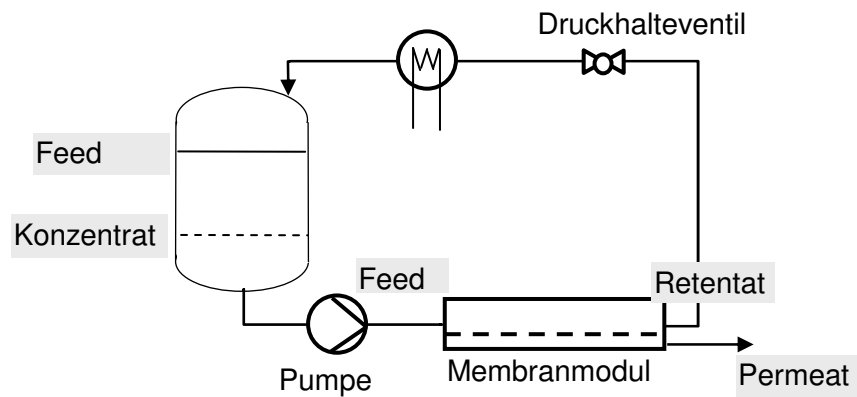 Druckhalteventil
Feed
Konzentrat
Feed
Retentat
Pumpe
Membranmodul
Permeat